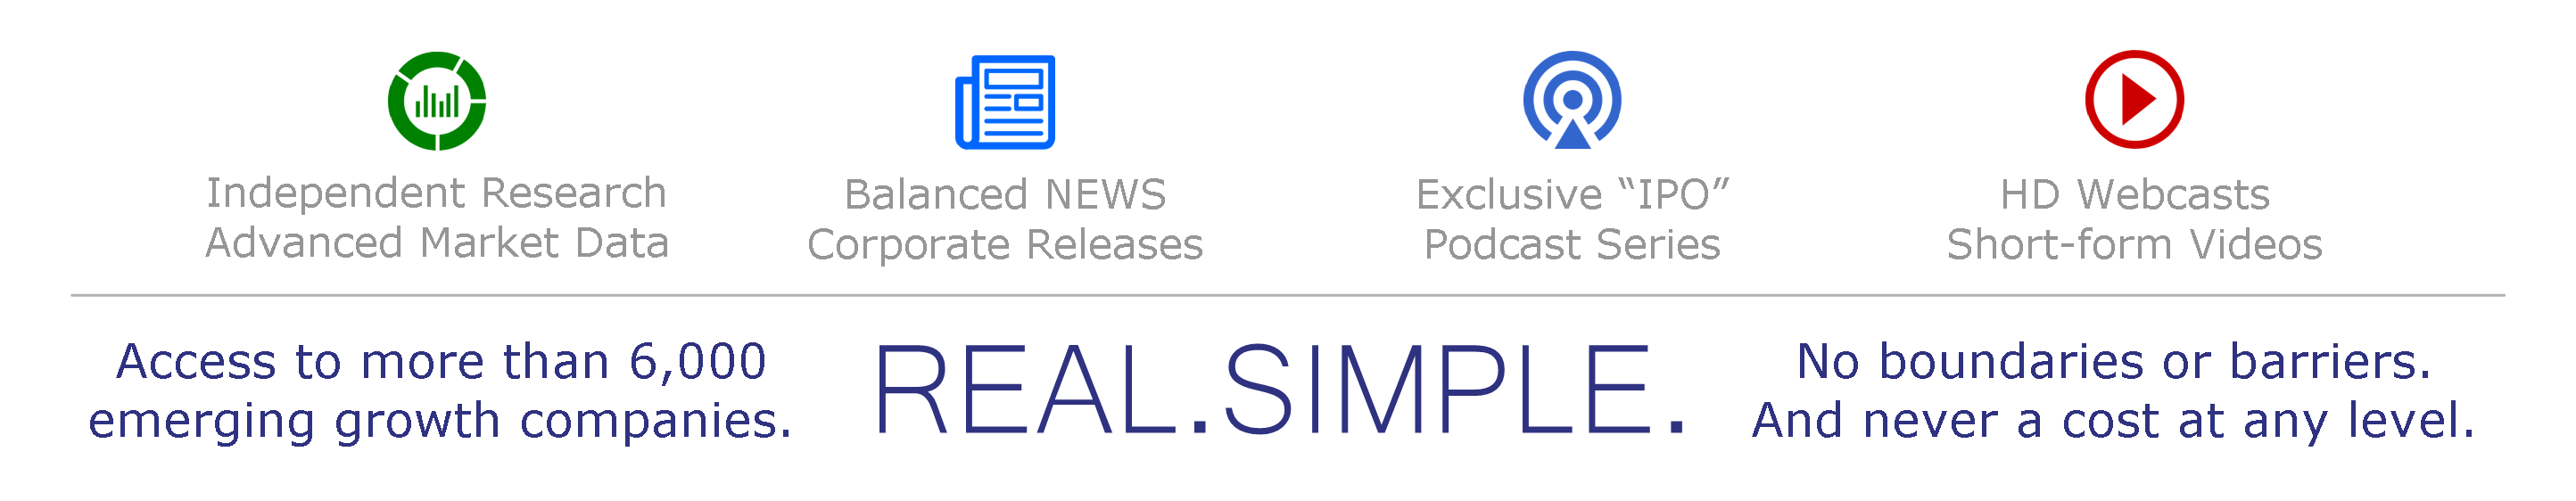 Independent Research
Advanced Market Data
Balanced NEWS
Corporate Releases
Exclusive “IPO”
Podcast Series
HD Webcasts
Short-form Videos
Access to more than 6,000
emerging growth companies.
REAL.SIMPLE.
No boundaries or barriers.
And never a cost at any level.